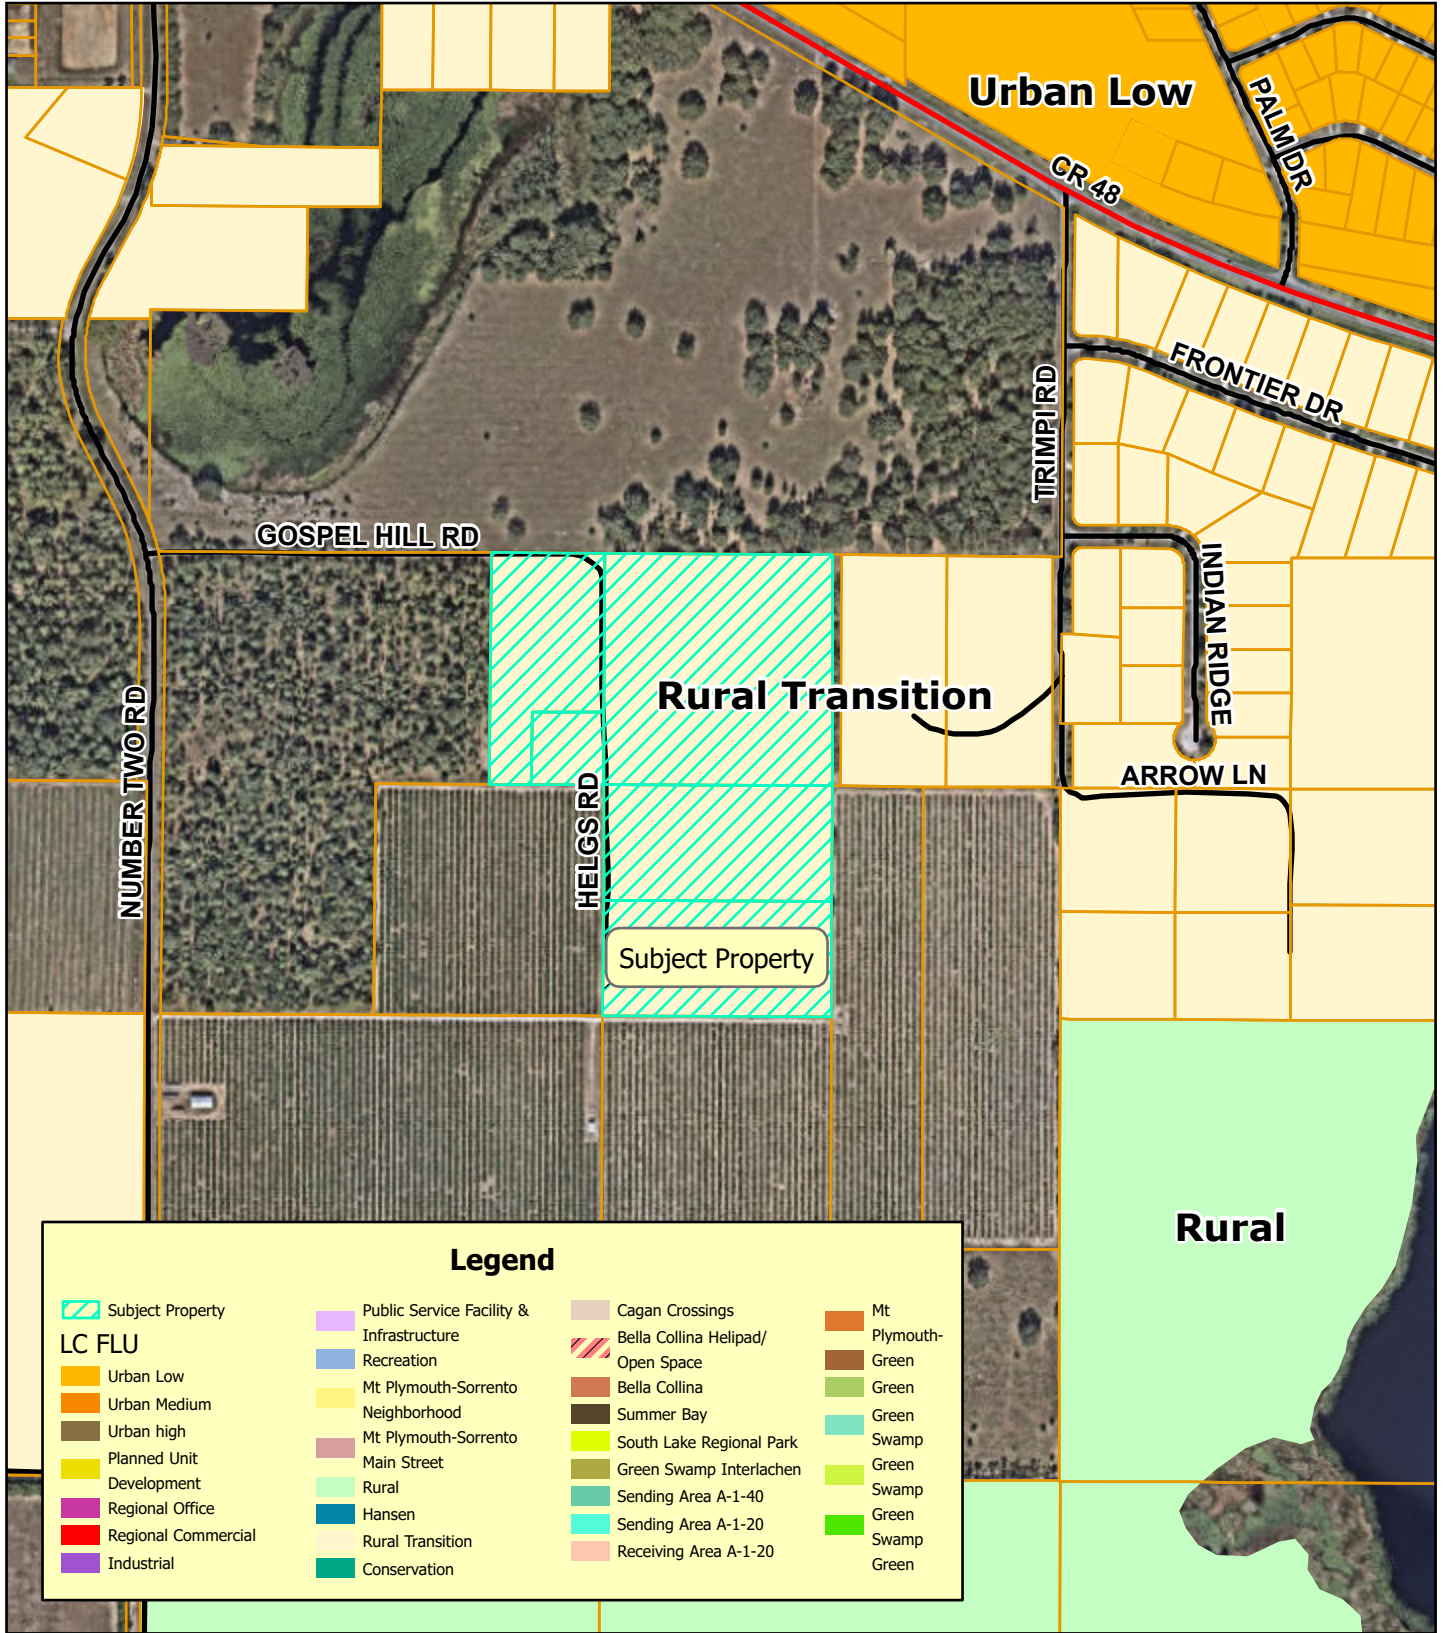 Urban Low
PALM DR
CR 48
FRONTIER DR
TRIMPI RD
GOSPEL HILL RD
INDIAN RIDGE
Rural Transition
NUMBER TWO RD
HELGS RD
ARROW LN
Subject Property
Rural
Legend
Subject Property
LC FLU
Urban Low
Urban Medium
Urban high
Planned Unit
Development
Regional Office
Regional Commercial
Industrial
Public Service Facility &
Infrastructure
Recreation
Mt Plymouth-Sorrento
Neighborhood
Mt Plymouth-Sorrento
Main Street
Rural
Hansen
Rural Transition
Conservation
Cagan Crossings
Bella Collina Helipad/
Open Space
Bella Collina
Summer Bay
South Lake Regional Park
Green Swamp Interlachen
Sending Area A-1-40
Sending Area A-1-20
Receiving Area A-1-20
Mt
Plymouth-
Green
Green
Green
Swamp
Green
Swamp
Green
Swamp
Green